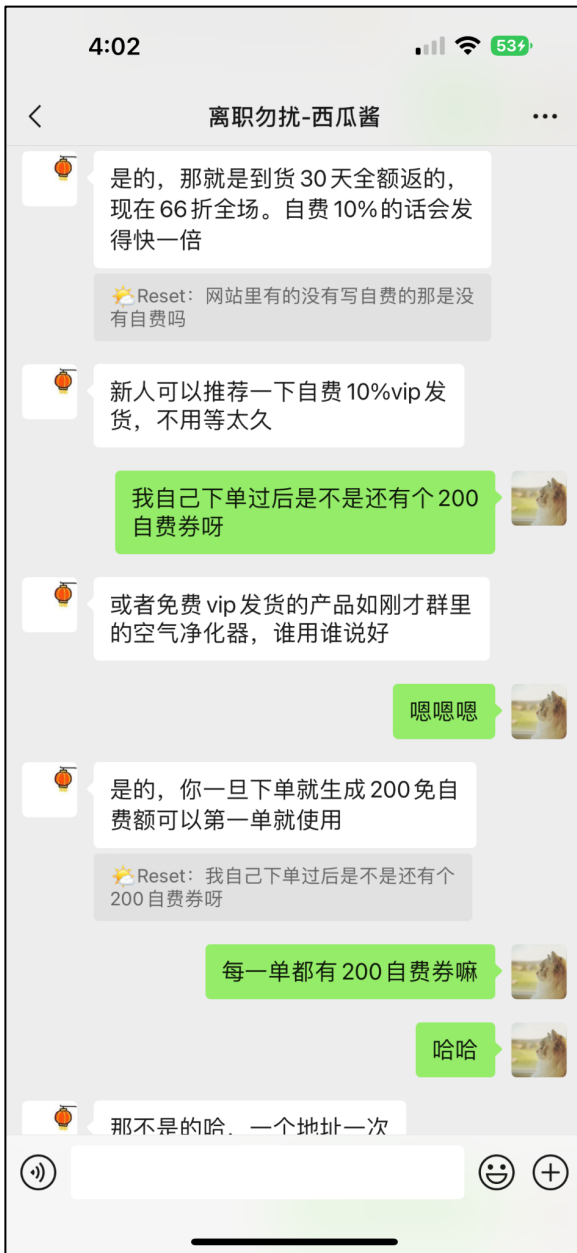 4:02
53
离职勿扰-西瓜酱
是的，那就是到货30天全额返的，
现在66折全场。自费10%的话会发
得快一倍
Reset：网站里有的没有写自费的那是没
有自费吗
新人可以推荐一下自费10%vip发
货，不用等太久
我自己下单过后是不是还有个200
自费券呀
或者免费vip发货的产品如刚才群里
的空气净化器，谁用谁说好
嗯嗯嗯
是的，你一旦下单就生成200免自
费额可以第一单就使用
Reset：我自己下单过后是不是还有个
200自费券呀
每一单都有200自费券嘛
哈哈
那不是的哈，一个地址一次